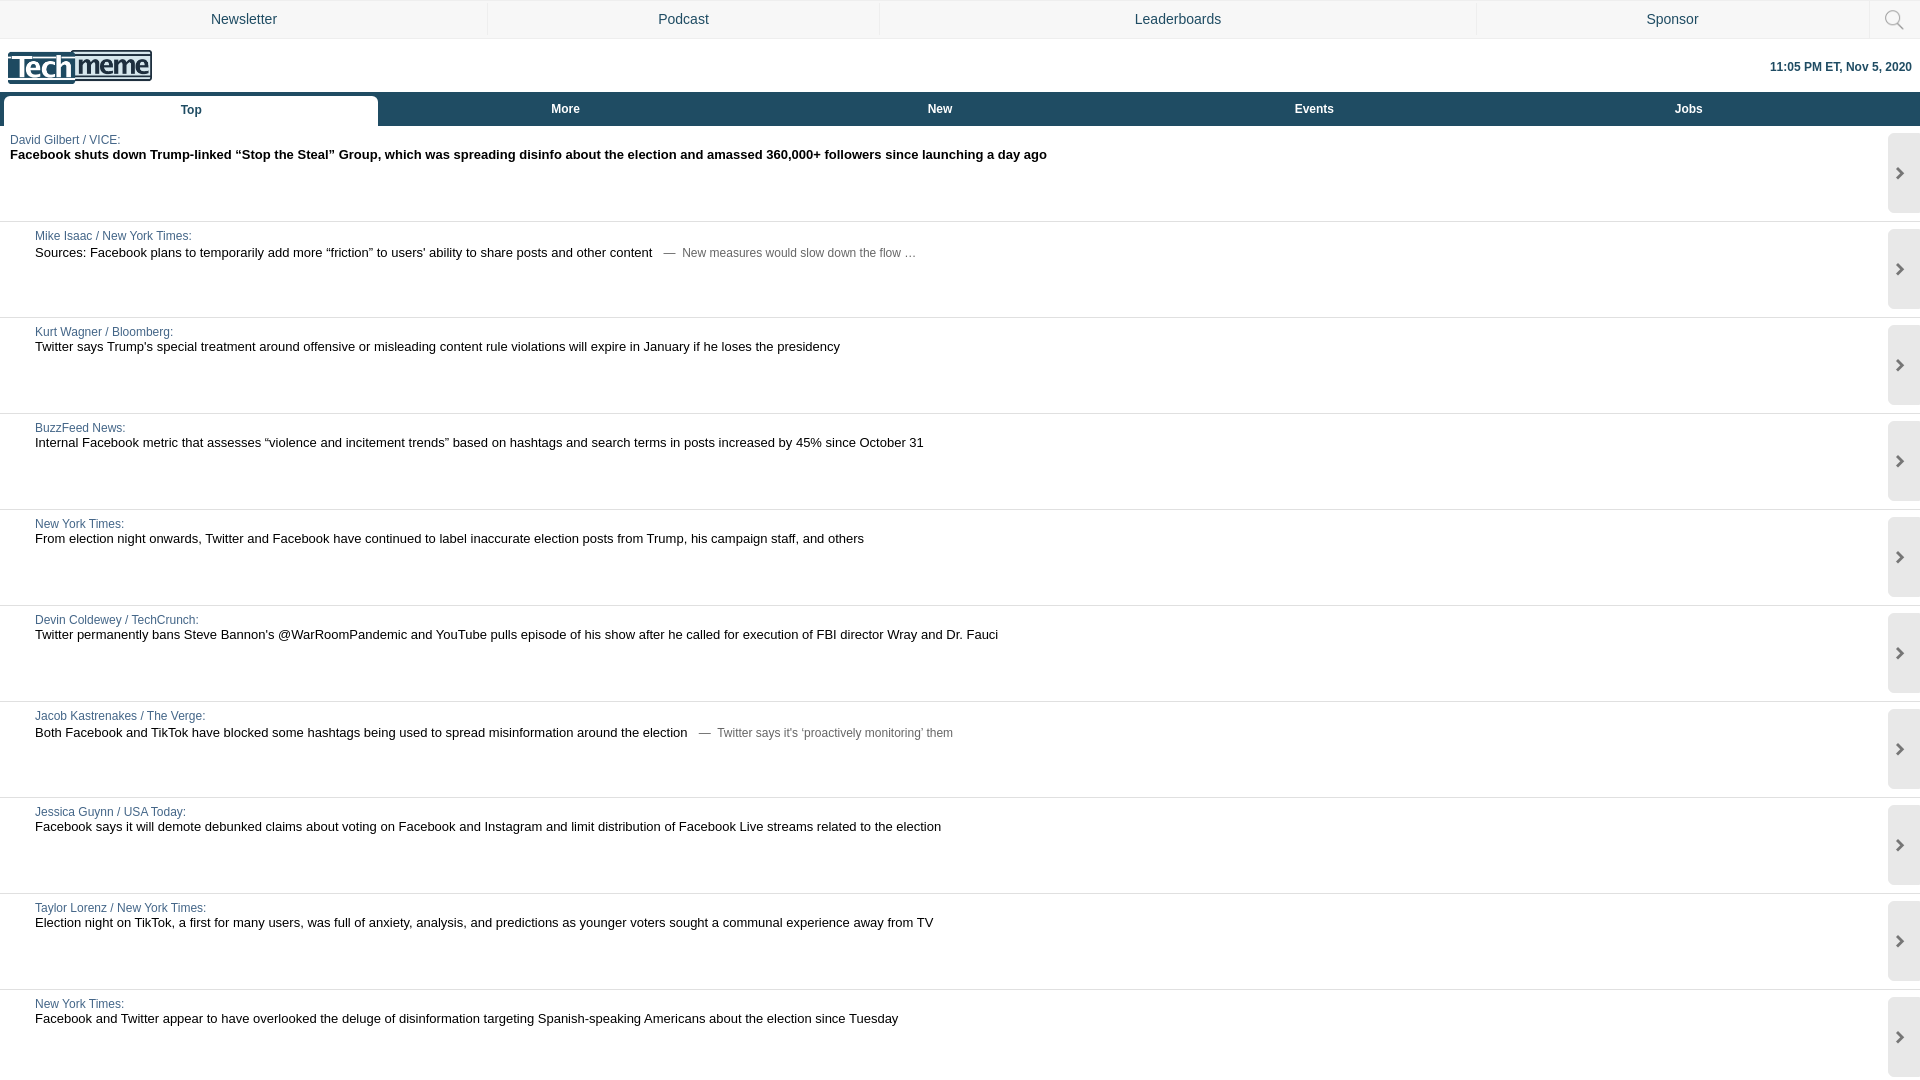 Newsletter
Podcast
Leaderboards
Sponsor
Techmeme
11:05 PM ET, Nov 5, 2020
Top
More
New
Events
Jobs
David Gilbert / VICE:
Facebook shuts down Trump-linked “Stop the Steal” Group, which was spreading disinfo about the election and amassed 360,000+ followers since launching a day ago
Mike Isaac / New York Times:
Sources: Facebook plans to temporarily add more “friction” to users' ability to share posts and other content — New measures would slow down the flow …
Kurt Wagner / Bloomberg:
Twitter says Trump's special treatment around offensive or misleading content rule violations will expire in January if he loses the presidency
BuzzFeed News:
Internal Facebook metric that assesses “violence and incitement trends” based on hashtags and search terms in posts increased by 45% since October 31
New York Times:
From election night onwards, Twitter and Facebook have continued to label inaccurate election posts from Trump, his campaign staff, and others
Devin Coldewey / TechCrunch:
Twitter permanently bans Steve Bannon's @WarRoomPandemic and YouTube pulls episode of his show after he called for execution of FBI director Wray and Dr. Fauci
Jacob Kastrenakes / The Verge:
Both Facebook and TikTok have blocked some hashtags being used to spread misinformation around the election — Twitter says it's ‘proactively monitoring’ them
Jessica Guynn / USA Today:
Facebook says it will demote debunked claims about voting on Facebook and Instagram and limit distribution of Facebook Live streams related to the election
Taylor Lorenz / New York Times:
Election night on TikTok, a first for many users, was full of anxiety, analysis, and predictions as younger voters sought a communal experience away from TV
New York Times:
Facebook and Twitter appear to have overlooked the deluge of disinformation targeting Spanish-speaking Americans about the election since Tuesday